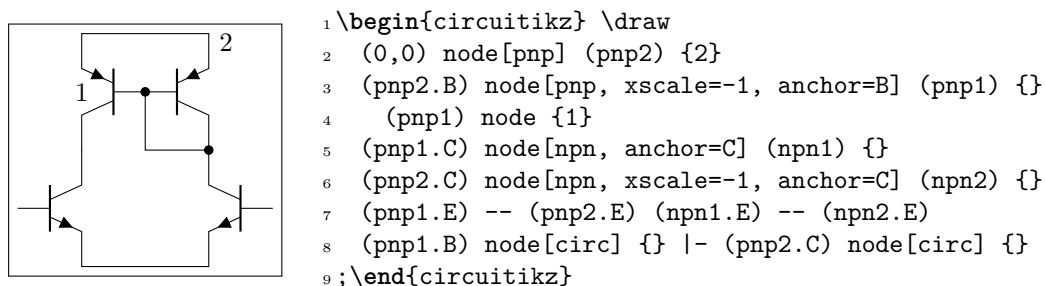 2
1
1 \begin{circuitikz} \draw
2 (0,0) node[pnp] (pnp2) {2}
3 (pnp2.B) node[pnp, xscale=-1, anchor=B] (pnp1) {}
4 (pnp1) node {1}
5 (pnp1.C) node[npn, anchor=C] (npn1) {}
6 (pnp2.C) node[npn, xscale=-1, anchor=C] (npn2) {}
7 (pnp1.E) -- (pnp2.E) (npn1.E) -- (npn2.E)
8 (pnp1.B) node[circ] {} |- (pnp2.C) node[circ] {}
9 ;\end{circuitikz}